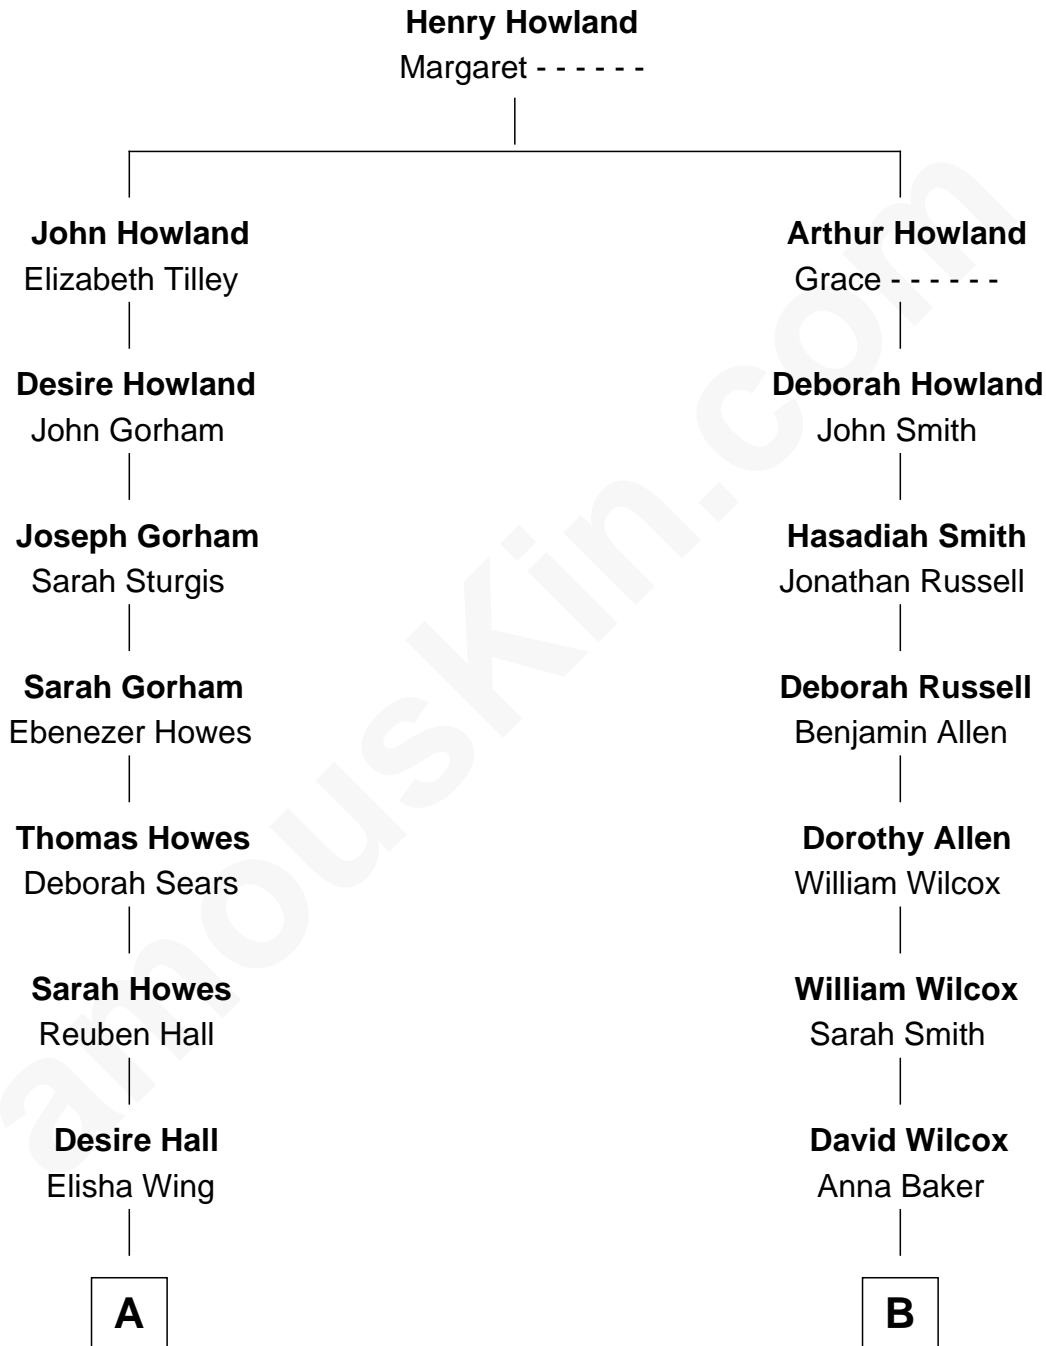 Henry Howland
Margaret - - - - - -
John Howland
Elizabeth Tilley
Arthur Howland
Grace - - - - - -
Desire Howland
John Gorham
Deborah Howland
John Smith
Joseph Gorham
Sarah Sturgis
Hasadiah Smith
Jonathan Russell
Sarah Gorham
Ebenezer Howes
Deborah Russell
Benjamin Allen
Thomas Howes
Deborah Sears
Dorothy Allen
William Wilcox
Sarah Howes
Reuben Hall
William Wilcox
Sarah Smith
Desire Hall
Elisha Wing
David Wilcox
Anna Baker
A
B
amouskin.com